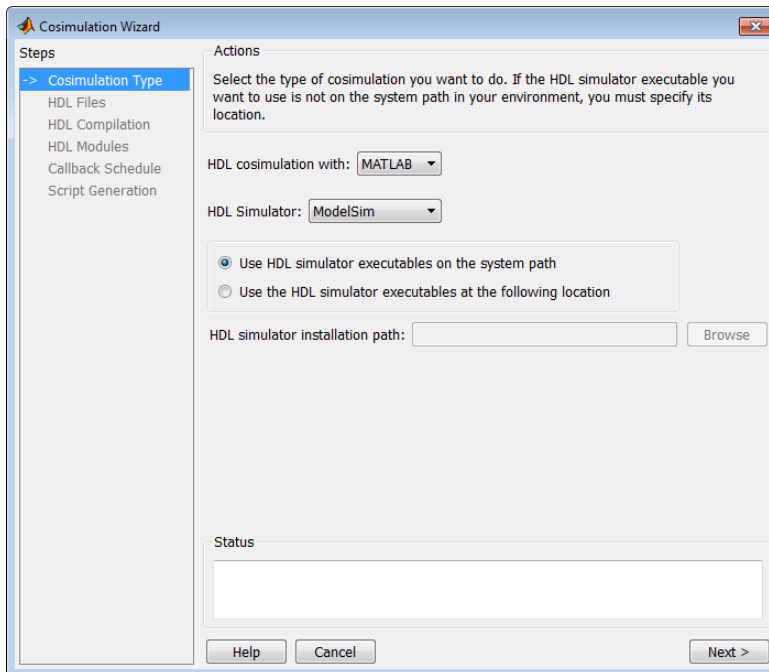 Cosimulation Wizard
Steps
-> Cosimulation Type
HDL Files
HDL Compilation
HDL Modules
Callback Schedule
Script Generation
Actions
Select the type of cosimulation you want to do. If the HDL simulator executable you
want to use is not on the system path in your environment, you must specify its
location.
HDL cosimulation with: MATLAB
HDL Simulator: ModelSim
Use HDL simulator executables on the system path
Use the HDL simulator executables at the following location
HDL simulator installation path: Browse
Status
Help Cancel Next >